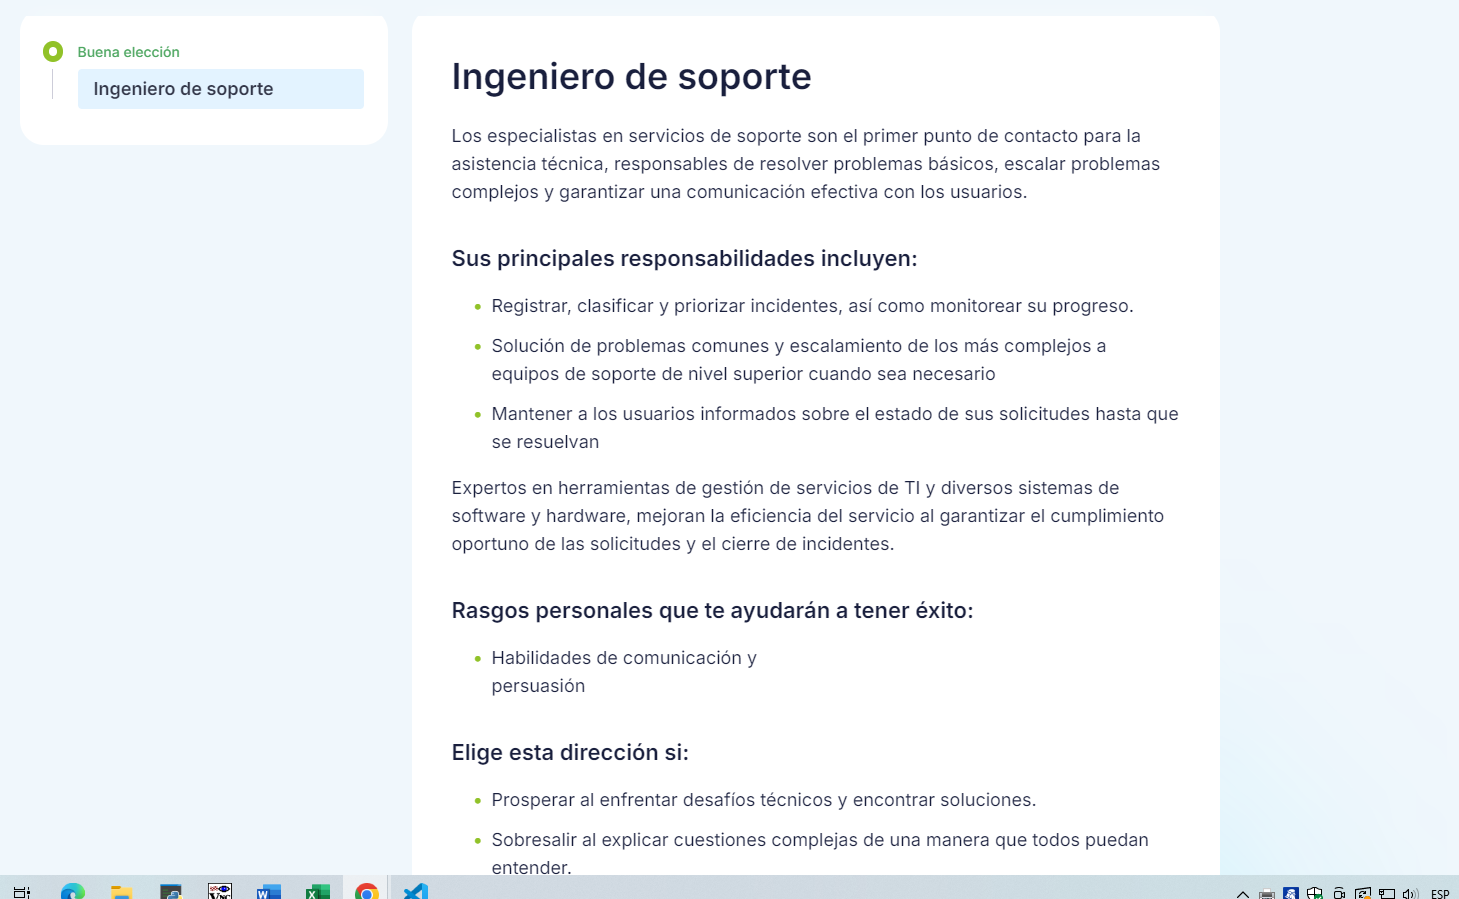 Buena elección
Ingeniero de soporte
Ingeniero de soporte
Los especialistas en servicios de soporte son el primer punto de contacto para la
asistencia técnica, responsables de resolver problemas básicos, escalar problemas
complejos y garantizar una comunicación efectiva con los usuarios.
Sus principales responsabilidades incluyen:
Registrar, clasificar y priorizar incidentes, así como monitorear su progreso.
Solución de problemas comunes y escalamiento de los más complejos a
equipos de soporte de nivel superior cuando sea necesario
Mantener a los usuarios informados sobre el estado de sus solicitudes hasta que
se resuelvan
Expertos en herramientas de gestión de servicios de TI y diversos sistemas de
software y hardware, mejoran la eficiencia del servicio al garantizar el cumplimiento
oportuno de las solicitudes y el cierre de incidentes.
Rasgos personales que te ayudarán a tener éxito:
Habilidades de comunicación y
persuasión
Elige esta dirección si:
Prosperar al enfrentar desafíos técnicos y encontrar soluciones.
Sobresalir al explicar cuestiones complejas de una manera que todos puedan
entender.
ESP